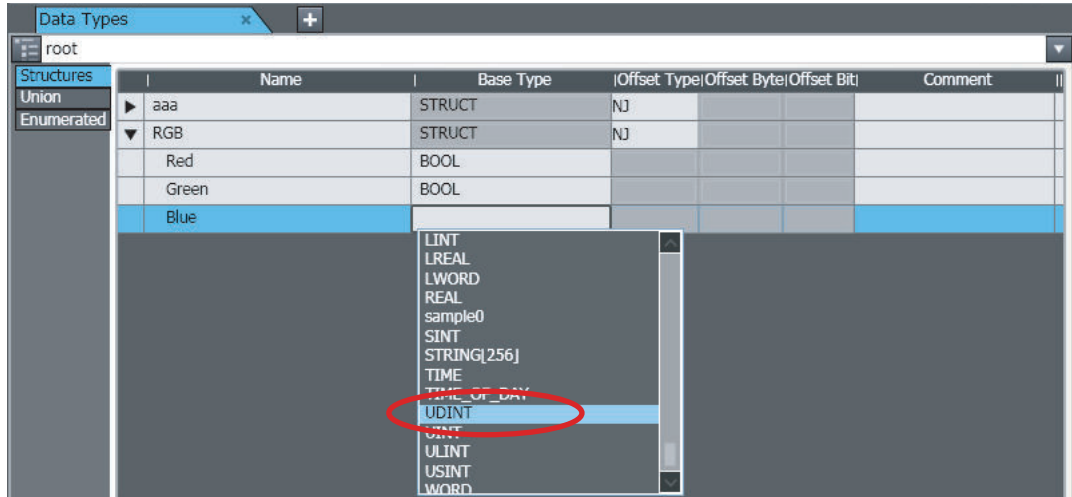 Data Types × +
root
Structures
Union
Enumerated
Name Base Type Offset Type Offset Byte Offset Bit Comment
aaa STRUCT NJ
RGB STRUCT NJ
Red BOOL
Green BOOL
Blue
LINT
LREAL
LWORD
REAL
sample0
SINT
STRING[256]
TIME
TIME_OF_DAY
UDINT
UINT
ULINT
USINT
WORD